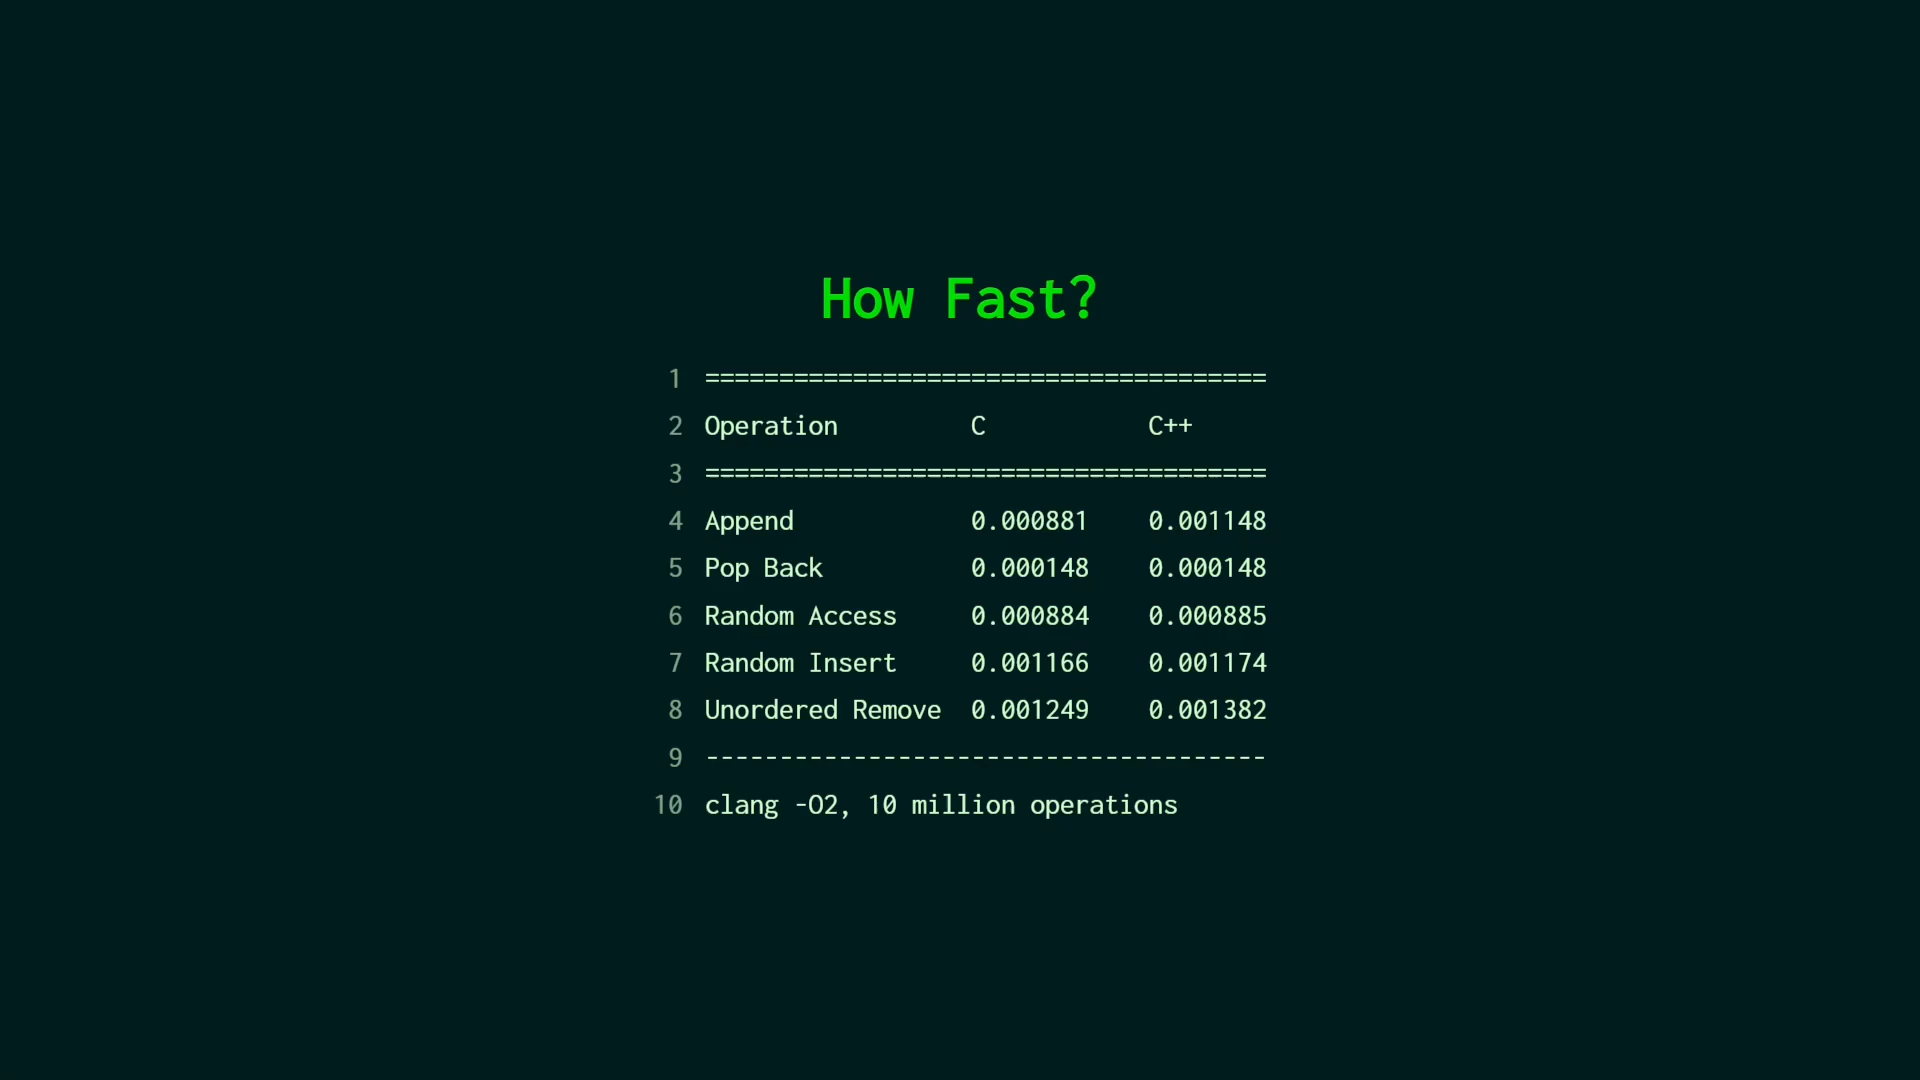 How Fast?
1 ======================================
2 Operation         C           C++
3 ======================================
4 Append            0.000881    0.001148
5 Pop Back          0.000148    0.000148
6 Random Access     0.000884    0.000885
7 Random Insert     0.001166    0.001174
8 Unordered Remove  0.001249    0.001382
9 --------------------------------------
10 clang -O2, 10 million operations